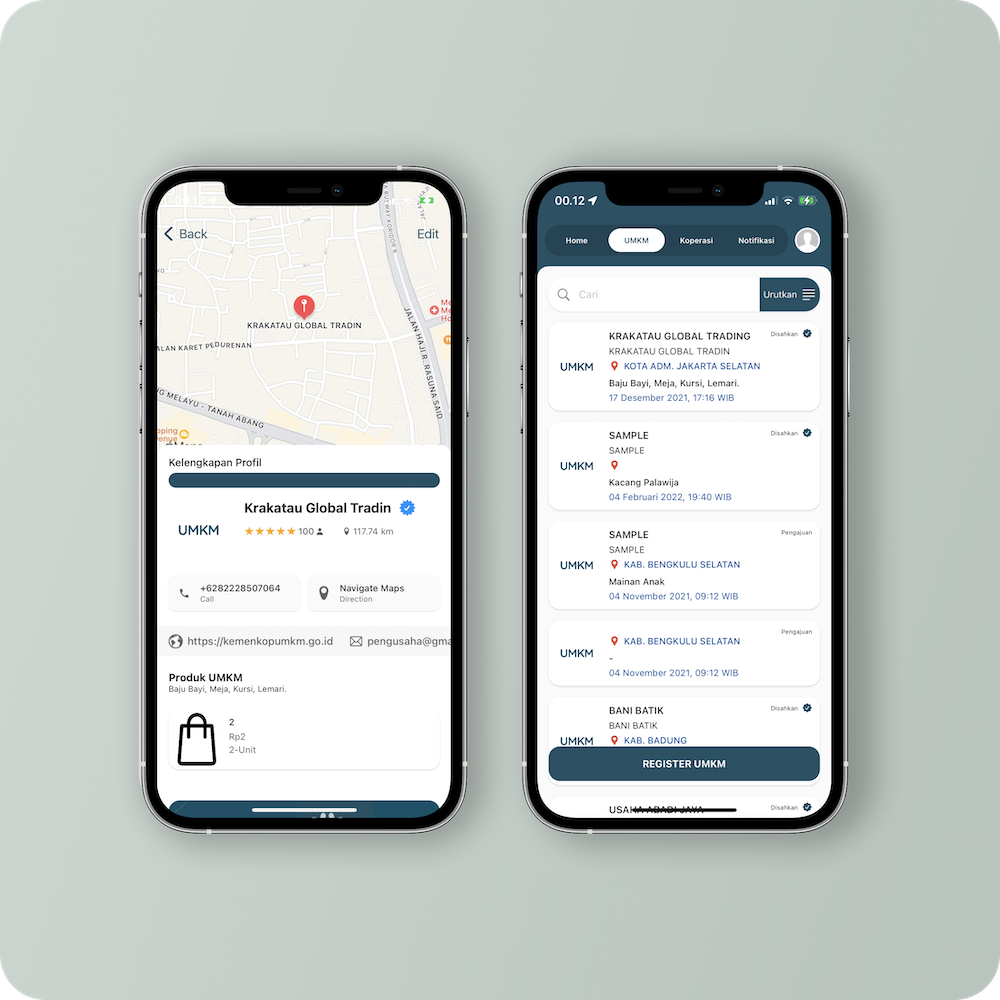 Back
Edit
KRAKATAU GLOBAL TRADIN
JALAN HAJI R. RASUNA SAID
ALAN KARET PEDURENAN
NG MELAYU - TANAH ABANG
Kelengkapan Profil
UMKM
Krakatau Global Tradin
100
117.74 km
+6282228507064
Call
Navigate Maps
Direction
https://kemenkopumkm.go.id
pengusaha@gma
Produk UMKM
Baju Bayi, Meja, Kursi, Lemari.
2
Rp2
2-Unit
00.12
Home
UMKM
Koperasi
Notifikasi
Cari
Urutkan
UMKM
KRAKATAU GLOBAL TRADING
Disahkan
KRAKATAU GLOBAL TRADIN
KOTA ADM. JAKARTA SELATAN
Baju Bayi, Meja, Kursi, Lemari.
17 Desember 2021, 17:16 WIB
UMKM
SAMPLE
Disahkan
SAMPLE
Kacang Palawija
04 Februari 2022, 19:40 WIB
UMKM
SAMPLE
Pengajuan
SAMPLE
KAB. BENGKULU SELATAN
Mainan Anak
04 November 2021, 09:12 WIB
UMKM
Pengajuan
KAB. BENGKULU SELATAN
-
04 November 2021, 09:12 WIB
UMKM
BANI BATIK
Disahkan
BANI BATIK
KAB. BADUNG
REGISTER UMKM
USAHA ABADI JAYA
Disahkan